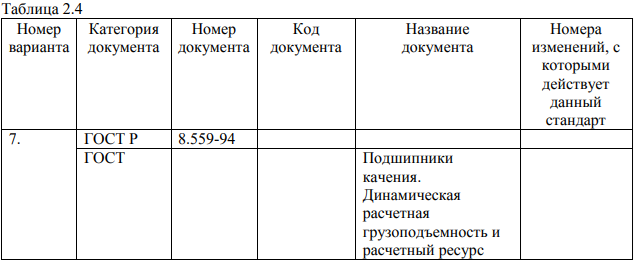 Таблица 2.4
Номер варианта
Категория документа
Номер документа
Код документа
Название документа
Номера изменений, с которыми действует данный стандарт
7.
ГОСТ Р
8.559-94
ГОСТ
Подшипники
качения.
Динамическая
расчетная
грузоподъемность и
расчетный ресурс